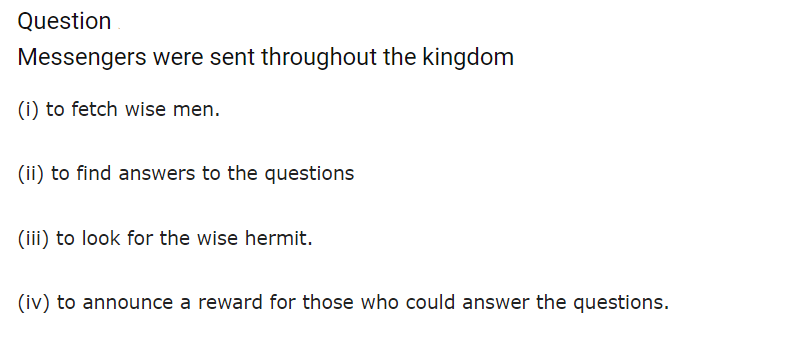 Question
Messengers were sent throughout the kingdom
(i) to fetch wise men.
(ii) to find answers to the questions
(iii) to look for the wise hermit.
(iv) to announce a reward for those who could answer the questions.